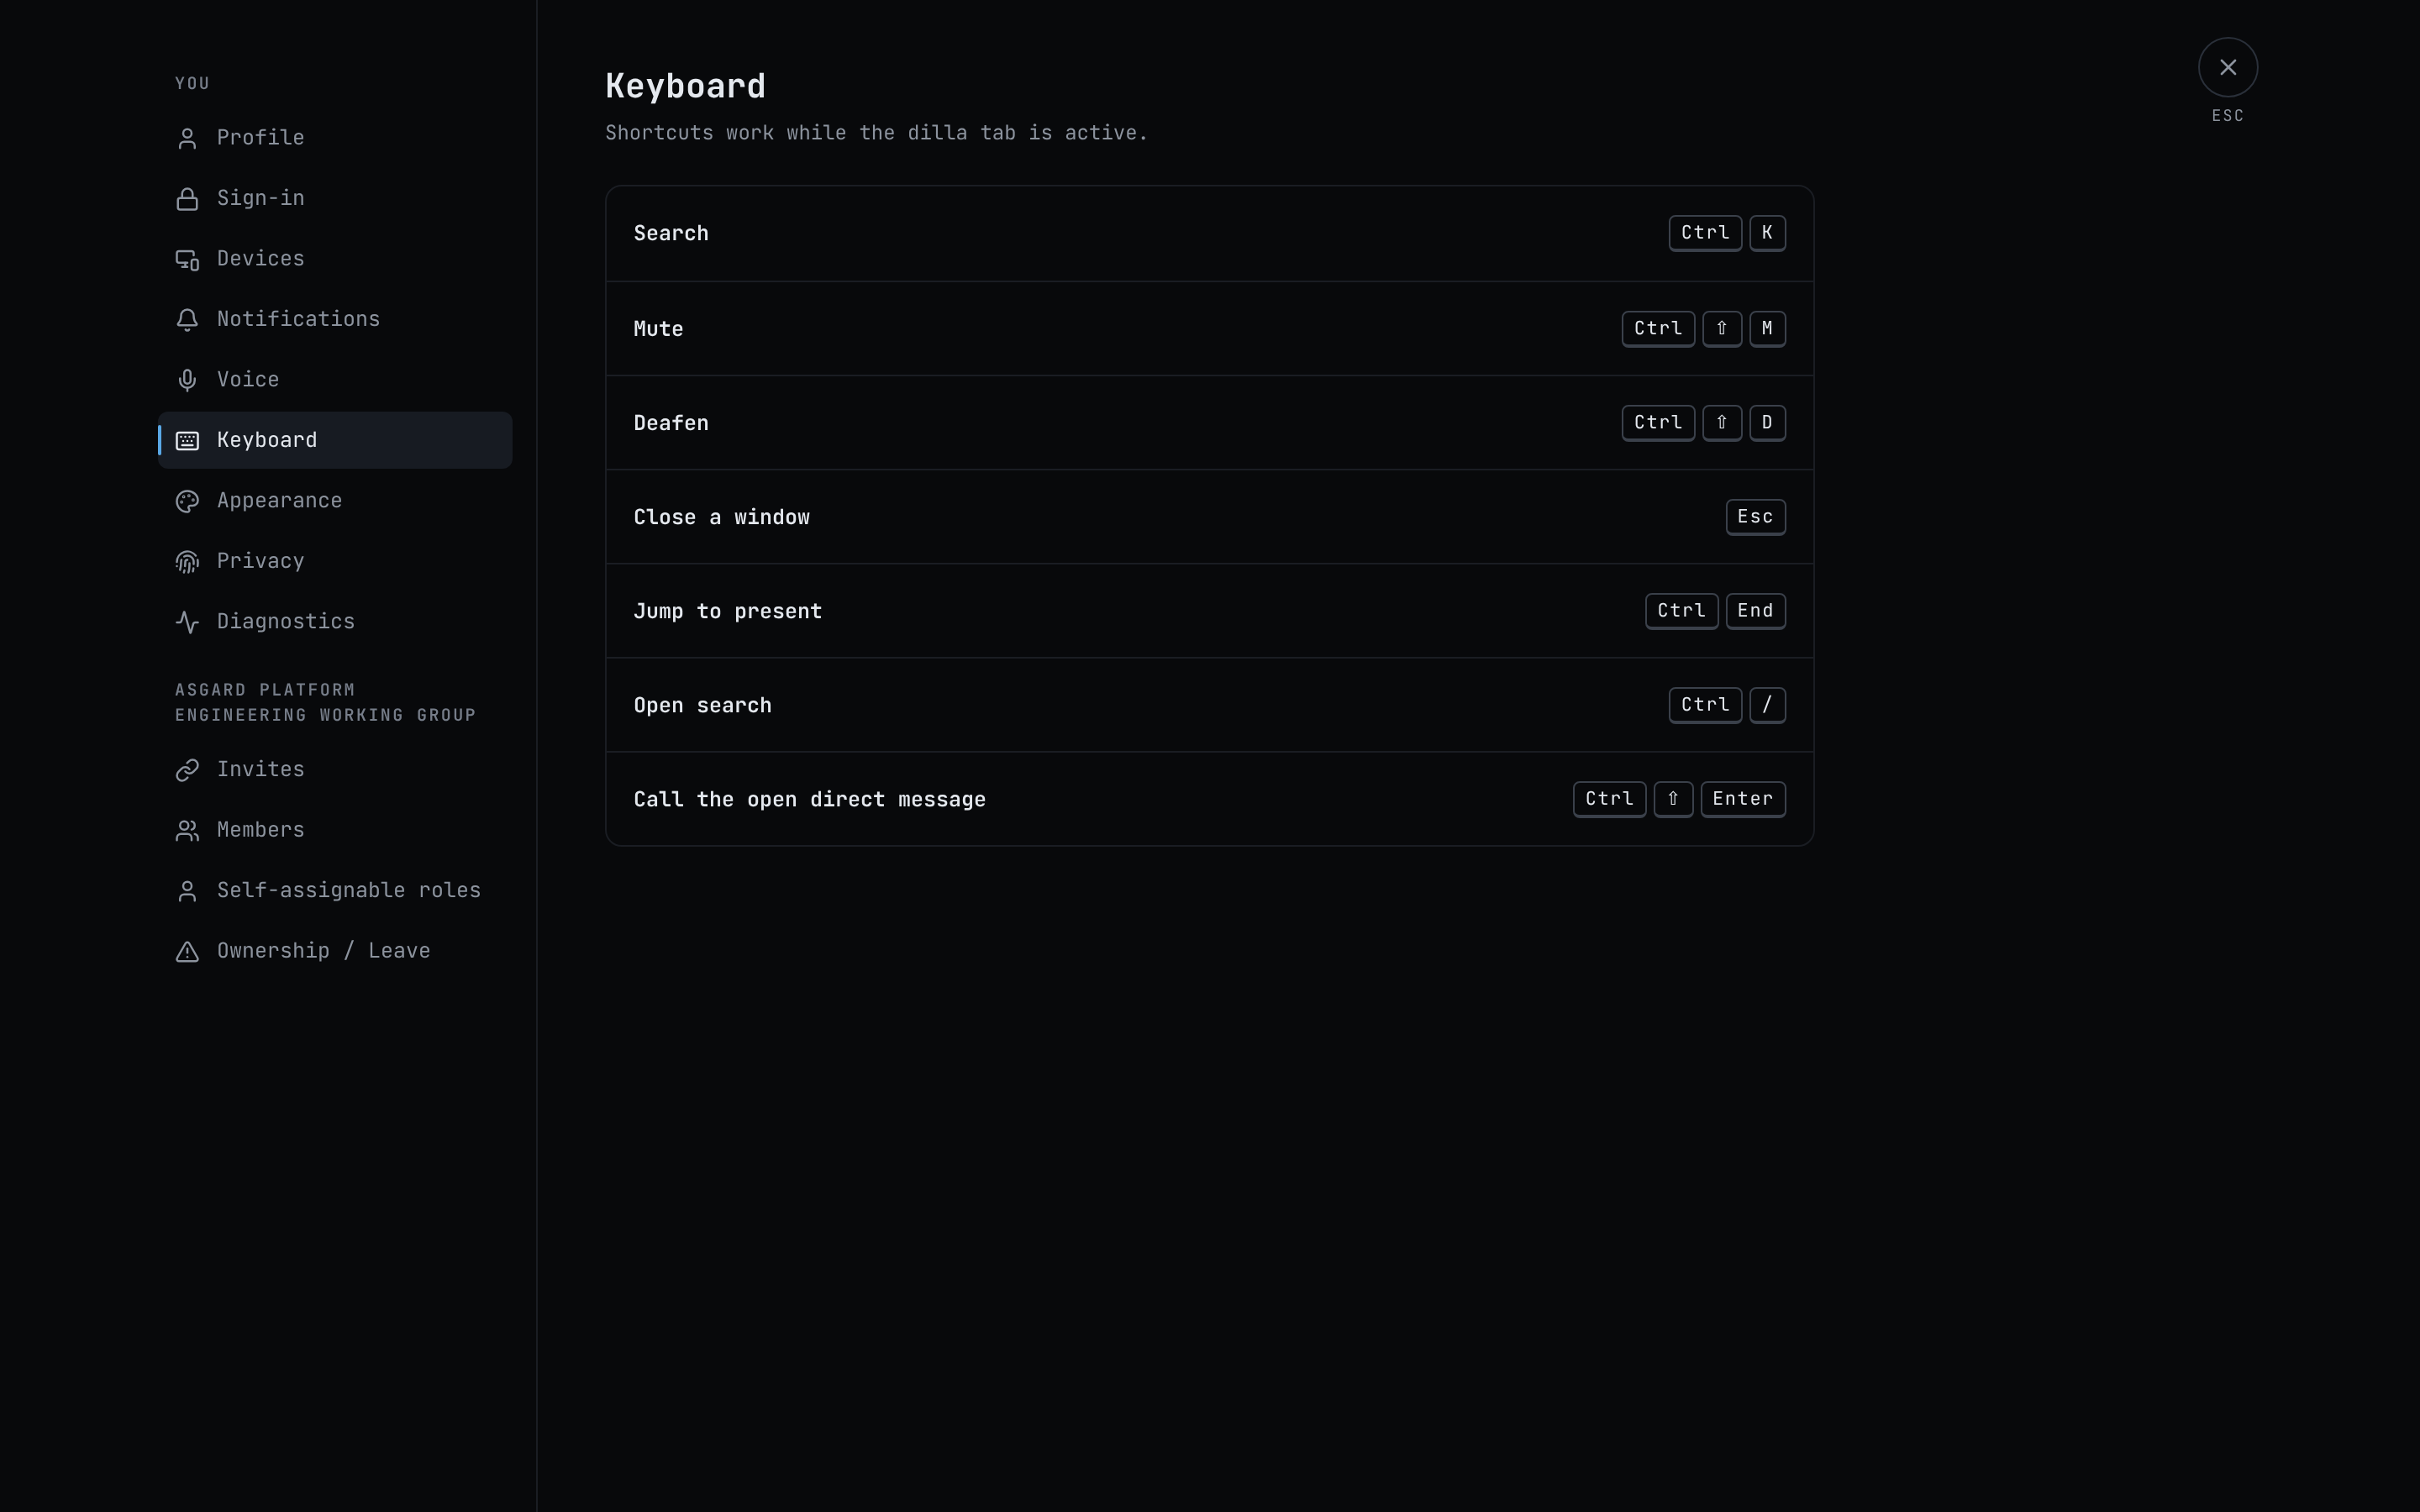 YOU
Profile
Sign-in
Devices
Notifications
Voice
Keyboard
Appearance
Privacy
Diagnostics
ASGARD PLATFORM
ENGINEERING WORKING GROUP
Invites
Members
Self-assignable roles
Ownership / Leave
Keyboard
Shortcuts work while the dilla tab is active.
Search Ctrl K
Mute Ctrl ⇧ M
Deafen Ctrl ⇧ D
Close a window Esc
Jump to present Ctrl End
Open search Ctrl /
Call the open direct message Ctrl ⇧ Enter
ESC